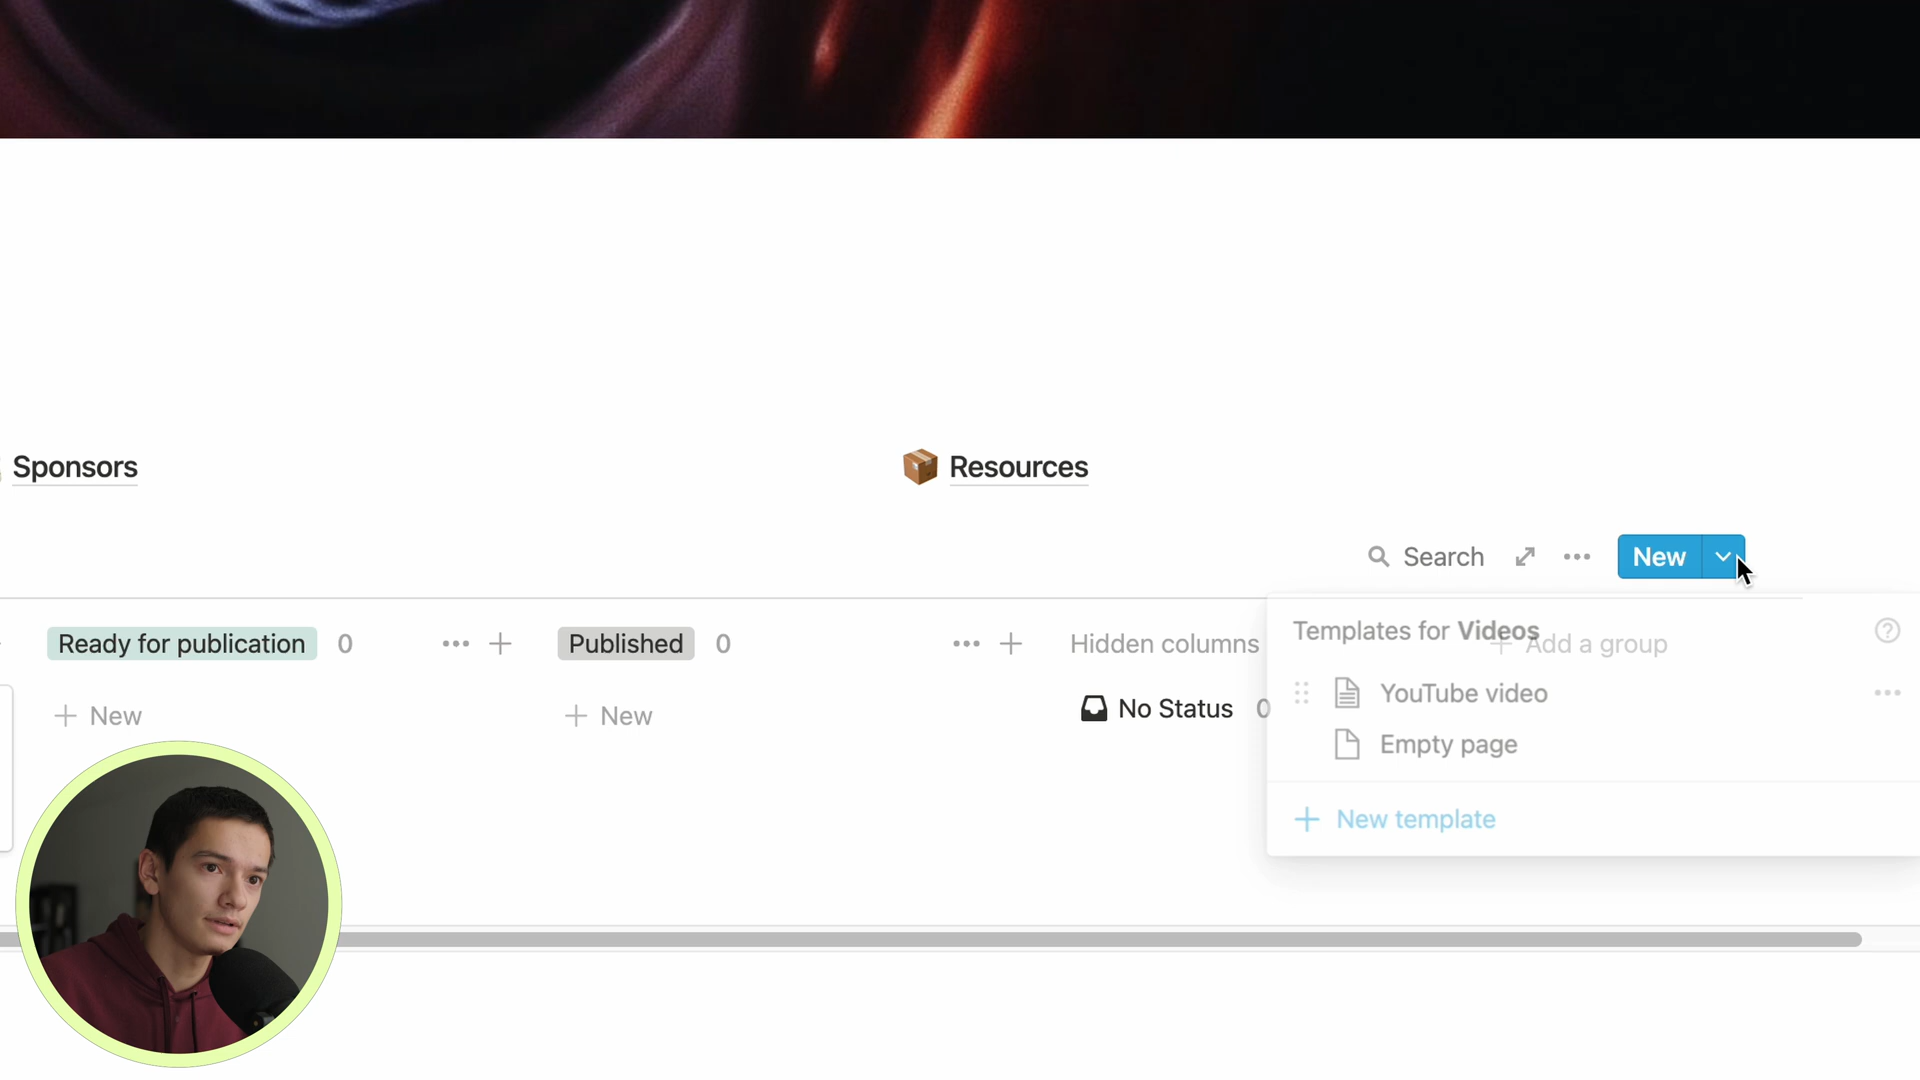 Sponsors
Resources
Search
New
Ready for publication 0
Published 0
Hidden columns
Add a group
Templates for Videos
New
New
No Status 0
YouTube video
Empty page
New template